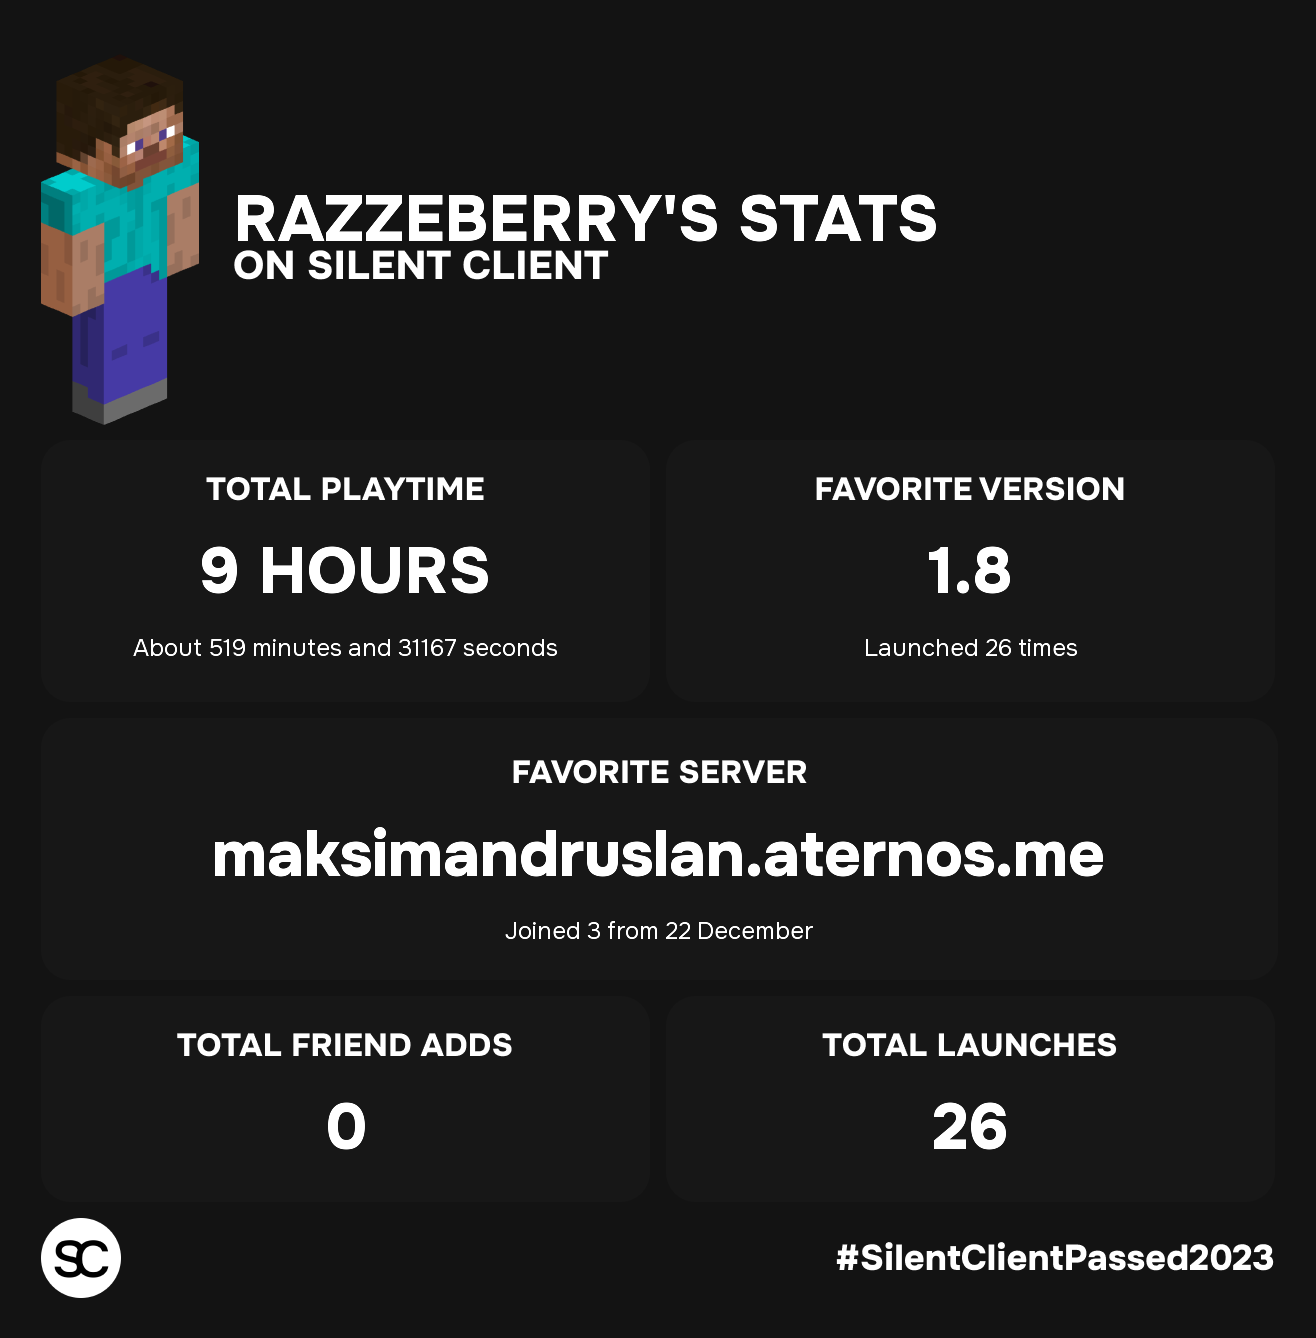 RAZZEBERRY'S STATS
ON SILENT CLIENT
TOTAL PLAYTIME
9 HOURS
About 519 minutes and 31167 seconds
FAVORITE VERSION
1.8
Launched 26 times
FAVORITE SERVER
maksimandruslan.aternos.me
Joined 3 from 22 December
TOTAL FRIEND ADDS
0
TOTAL LAUNCHES
26
SC
#SilentClientPassed2023